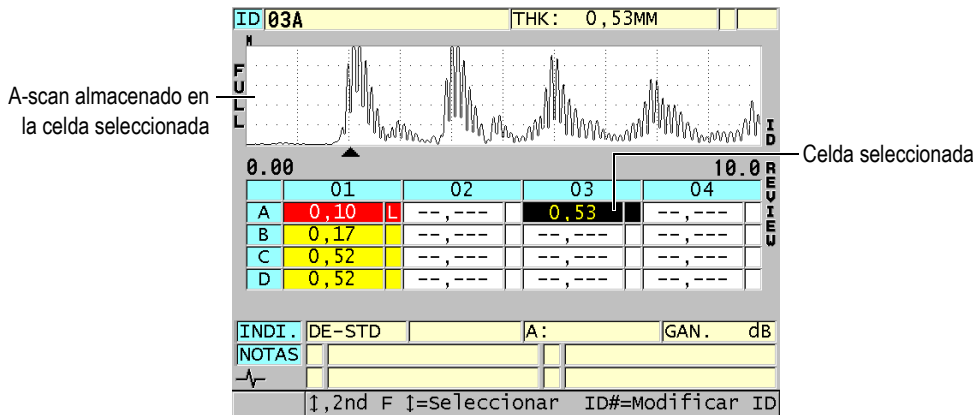 ID 03A THK: 0,53MM
M
FULL
A-scan almacenado en
la celda seleccionada
ID REVIEW
Celda seleccionada
0.00 10.0
01 02 03 04
A 0,10 L --,--- 0,53 --,---
B 0,17 --,--- --,--- --,---
C 0,52 --,--- --,--- --,---
D 0,52 --,--- --,--- --,---
INDI. DE-STD A: GAN. dB
NOTAS
↕,2nd F ↕=Seleccionar ID#=Modificar ID